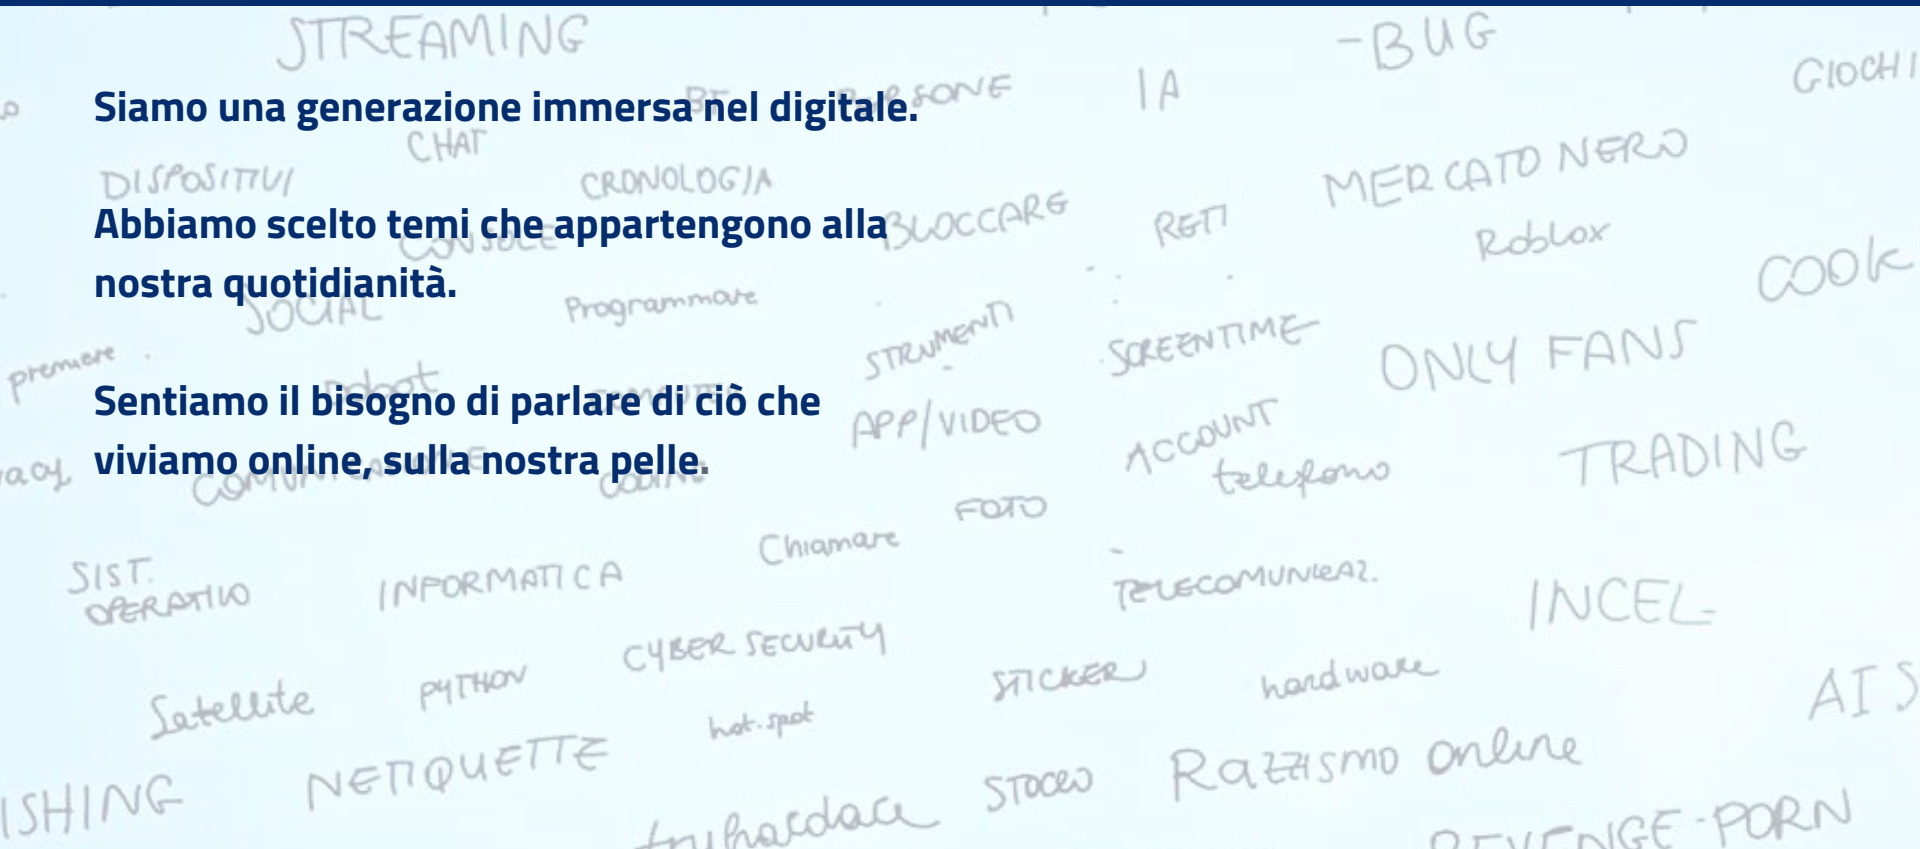 STREAMING
-BUG
GIOCHI
IA
Siamo una generazione immersa nel digitale.
CHAT
DISPOSITIVI
CRONOLOGIA
MERCATO NERO
BLOCCARE
RETI
Roblox
Abbiamo scelto temi che appartengono alla
CONSOLE
nostra quotidianità.
COOK
SOCIAL
Programmare
STRUMENTI
SCREENTIME
ONLY FANS
premere
Sentiamo il bisogno di parlare di ciò che
APP/VIDEO
ACCOUNT
TRADING
viviamo online, sulla nostra pelle.
CODING
telefono
FOTO
Chiamare
SIST.
OPERATIVO
INFORMATICA
TELECOMUNICAZ.
INCEL
CYBER SECURITY
Satellite
PYTHON
STICKER
hardware
AI S
hot-spot
NETIQUETTE
Razzismo online
ISHING
REVENGE-PORN